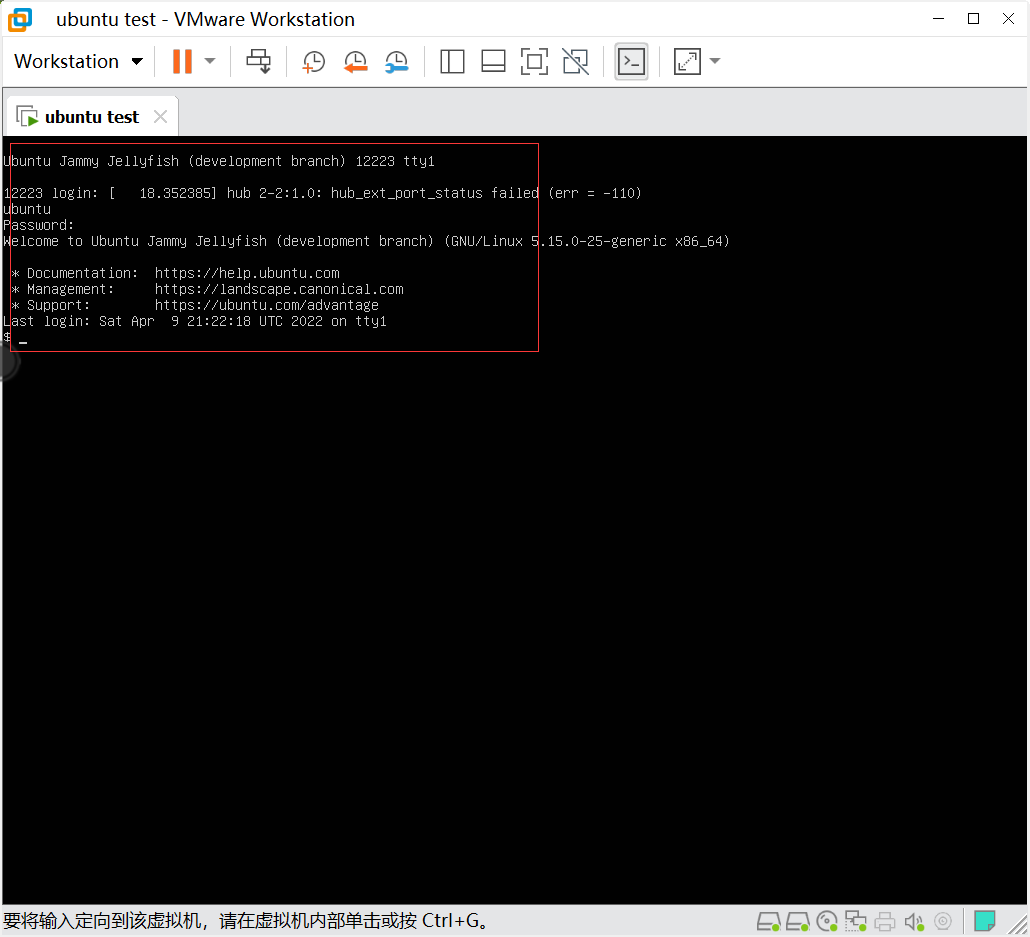 ubuntu test - VMware Workstation
Workstation
ubuntu test
Ubuntu Jammy Jellyfish (development branch) 12223 tty1
12223 login: [   18.352385] hub 2-2:1.0: hub_ext_port_status failed (err = -110)
ubuntu
Password:
Welcome to Ubuntu Jammy Jellyfish (development branch) (GNU/Linux 5.15.0-25-generic x86_64)
 * Documentation:  https://help.ubuntu.com
 * Management:     https://landscape.canonical.com
 * Support:        https://ubuntu.com/advantage
Last login: Sat Apr  9 21:22:18 UTC 2022 on tty1
$ _
要将输入定向到该虚拟机，请在虚拟机内部单击或按 Ctrl+G。